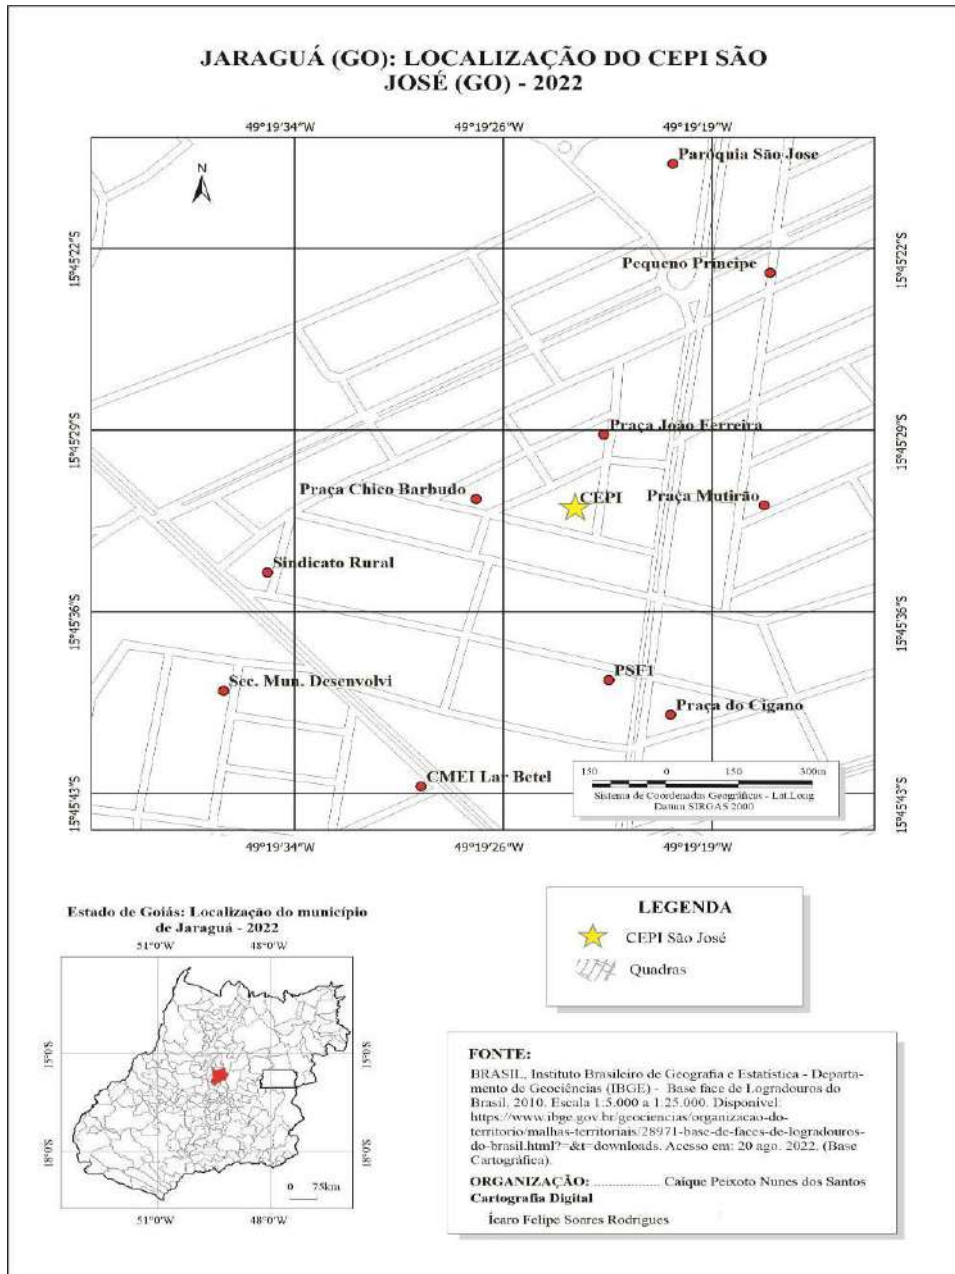 JARAGUÁ (GO): LOCALIZAÇÃO DO CEPI SÃO
JOSÉ (GO) - 2022
49°19'34"W 49°19'26"W 49°19'19"W
N
Paróquia São Jose
15°45'22"S 15°45'22"S
Pequeno Príncipe
15°45'29"S 15°45'29"S
Praça João Ferreira
Praça Chico Barbudo
CEPI
Praça Mutirão
Sindicato Rural
15°45'36"S 15°45'36"S
PSF1
Sec. Mun. Desenvolvi
Praça do Cigano
CMEI Lar Betel
15°45'43"S 15°45'43"S
150 0 150 300m
Sistema de Coordenadas Geográficas - Lat.Long
Datum SIRGAS 2000
49°19'34"W 49°19'26"W 49°19'19"W
Estado de Goiás: Localização do município
de Jaraguá - 2022
51°0'W 48°0'W
15°0'S 15°0'S
18°0'S 18°0'S
0 75km
51°0'W 48°0'W
LEGENDA
CEPI São José
Quadras
FONTE:
BRASIL, Instituto Brasileiro de Geografia e Estatística - Departa-
mento de Geociências (IBGE) - Base face de Logradouros do
Brasil, 2010. Escala 1:5.000 a 1:25.000. Disponível:
https://www.ibge.gov.br/geociencias/organizacao-do-
territorio/malhas-territoriais/28971-base-de-faces-de-logradouros-
do-brasil.html?=&t=downloads. Acesso em: 20 ago. 2022. (Base
Cartográfica).
ORGANIZAÇÃO: .................... Caique Peixoto Nunes dos Santos
Cartografia Digital
Ícaro Felipe Soares Rodrigues